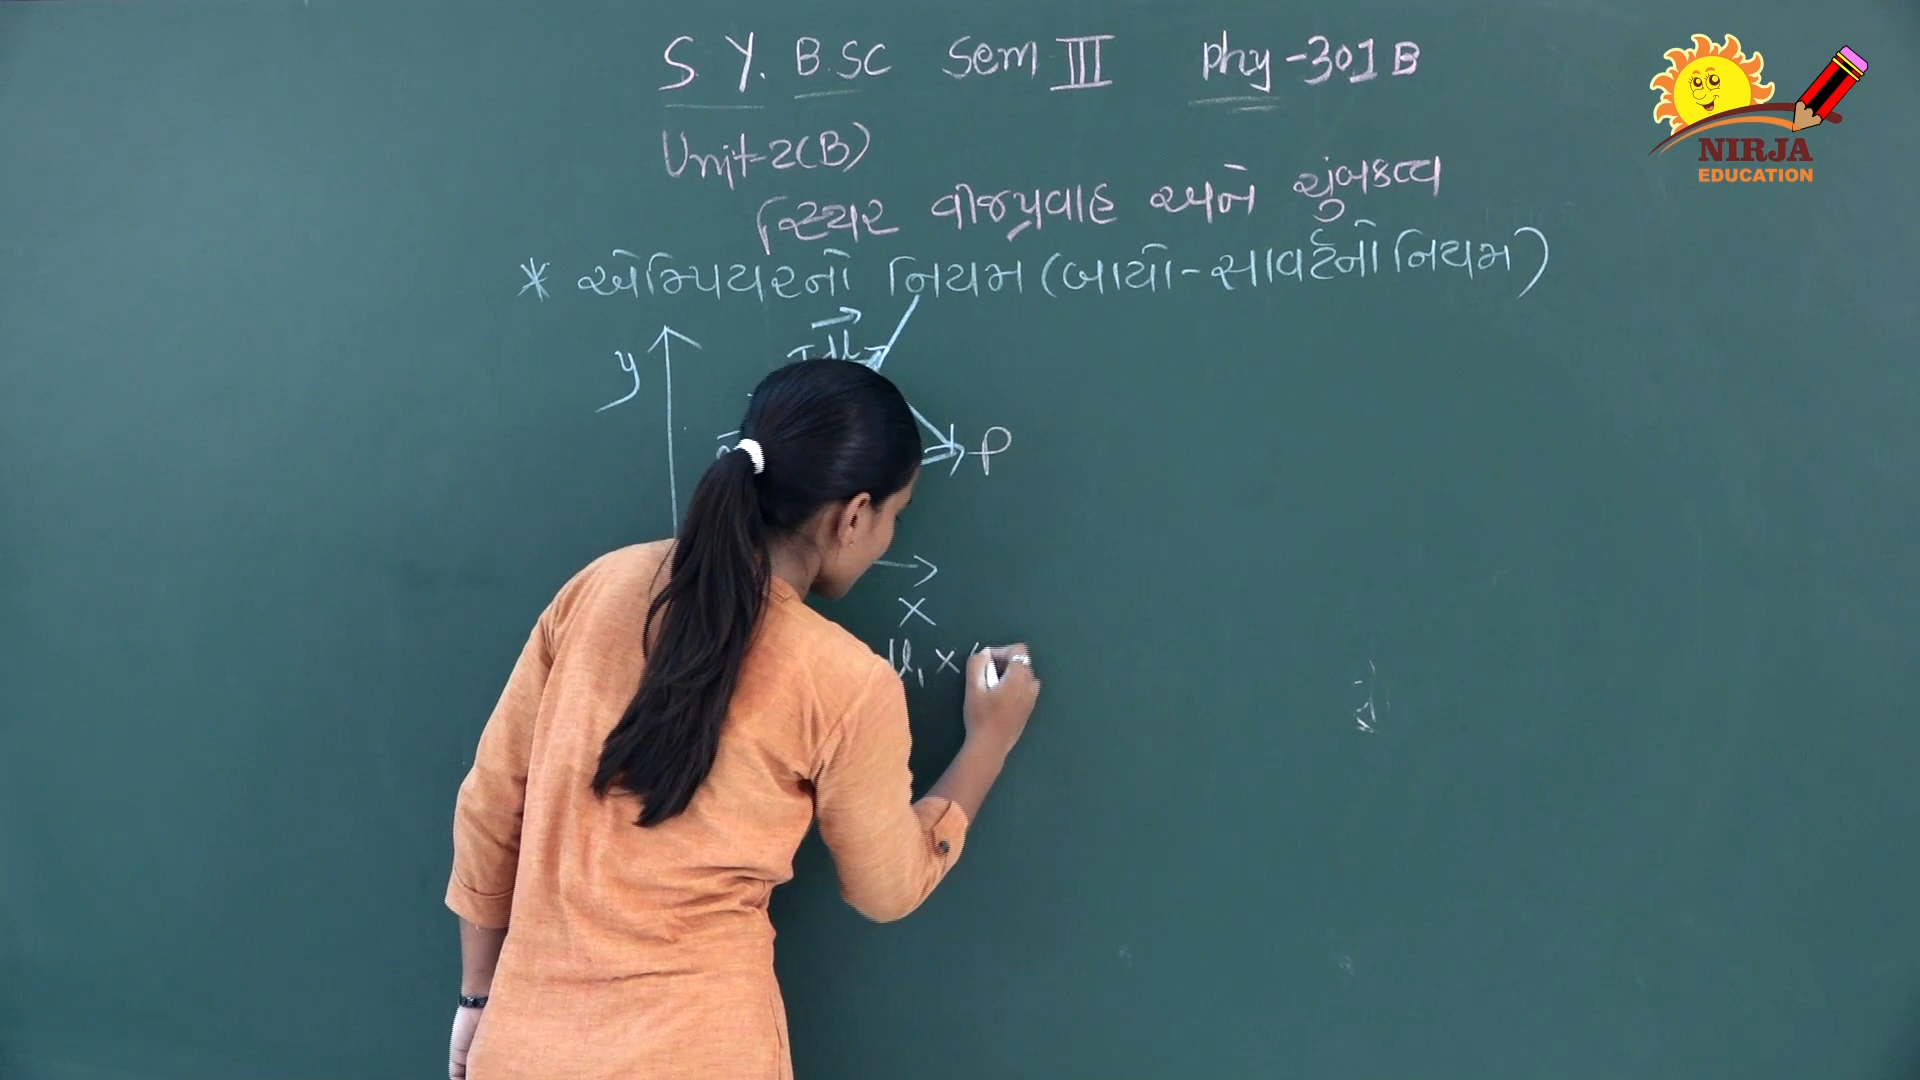 S.Y. B.SC Sem III Phy-301 B
Unit-2(B)
સ્થિર વીજપ્રવાહ અને ચુંબકત્વ
* એમ્પિયરનો નિયમ (બાયો-સાવર્ટનો નિયમ)
y
P
x
NIRJA
EDUCATION